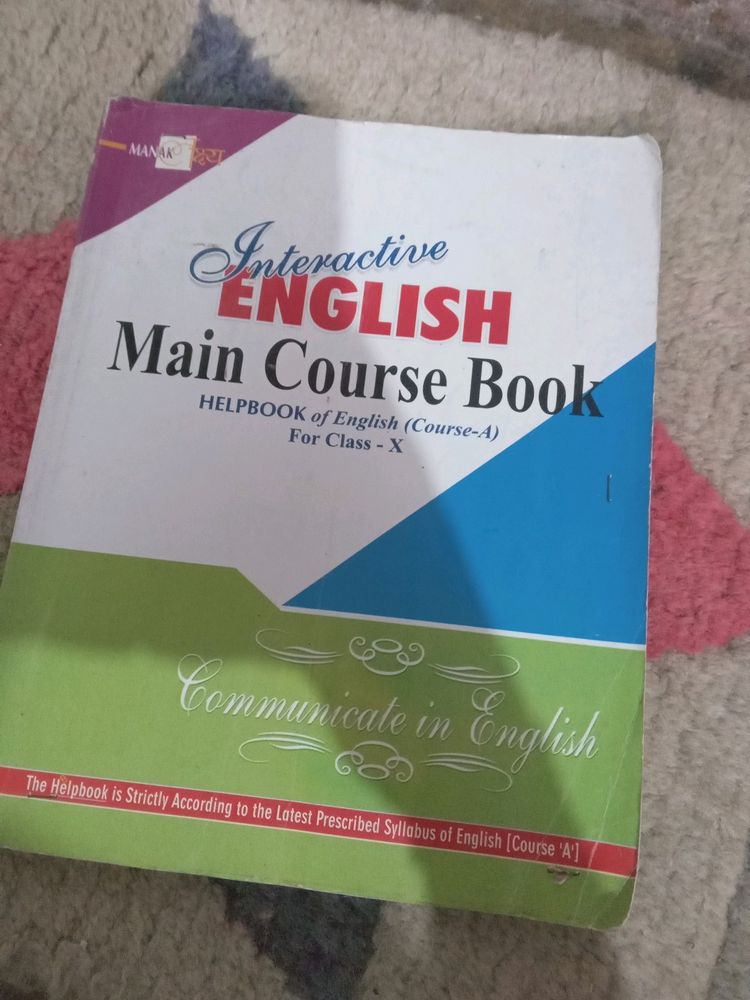 MANAK
Interactive
ENGLISH
Main Course Book
HELPBOOK of English (Course-A)
For Class - X
Communicate in English
The Helpbook is Strictly According to the Latest Prescribed Syllabus of English [Course 'A']